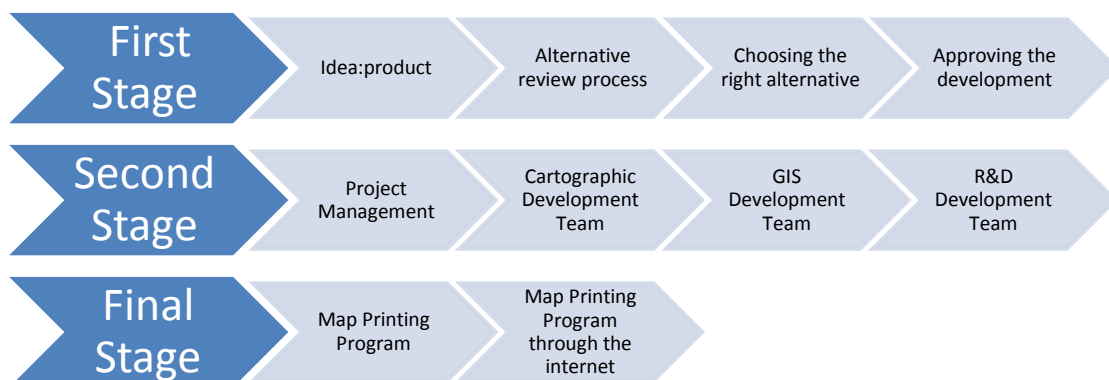 First
Stage
Idea:product
Alternative
review process
Choosing the
right alternative
Approving the
development
Second
Stage
Project
Management
Cartographic
Development
Team
GIS
Development
Team
R&D
Development
Team
Final
Stage
Map Printing
Program
Map Printing
Program
through the
internet